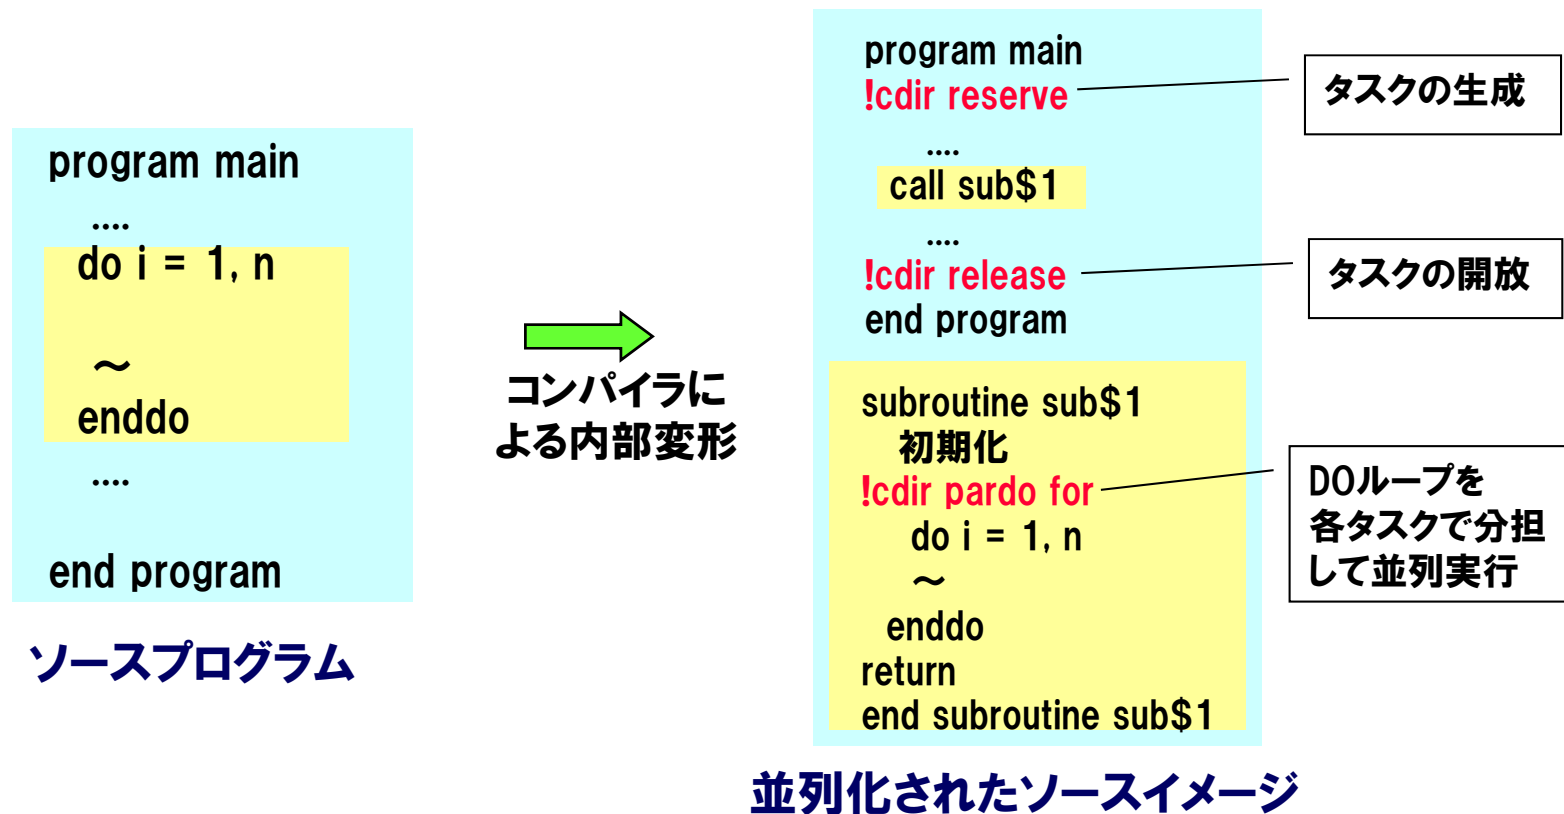 program main
....
do i = 1, n
～
enddo
....
end program
ソースプログラム
コンパイラに
よる内部変形
program main
!cdir reserve
....
call sub$1
....
!cdir release
end program
subroutine sub$1
初期化
!cdir pardo for
do i = 1, n
～
enddo
return
end subroutine sub$1
並列化されたソースイメージ
タスクの生成
タスクの開放
DOループを
各タスクで分担
して並列実行